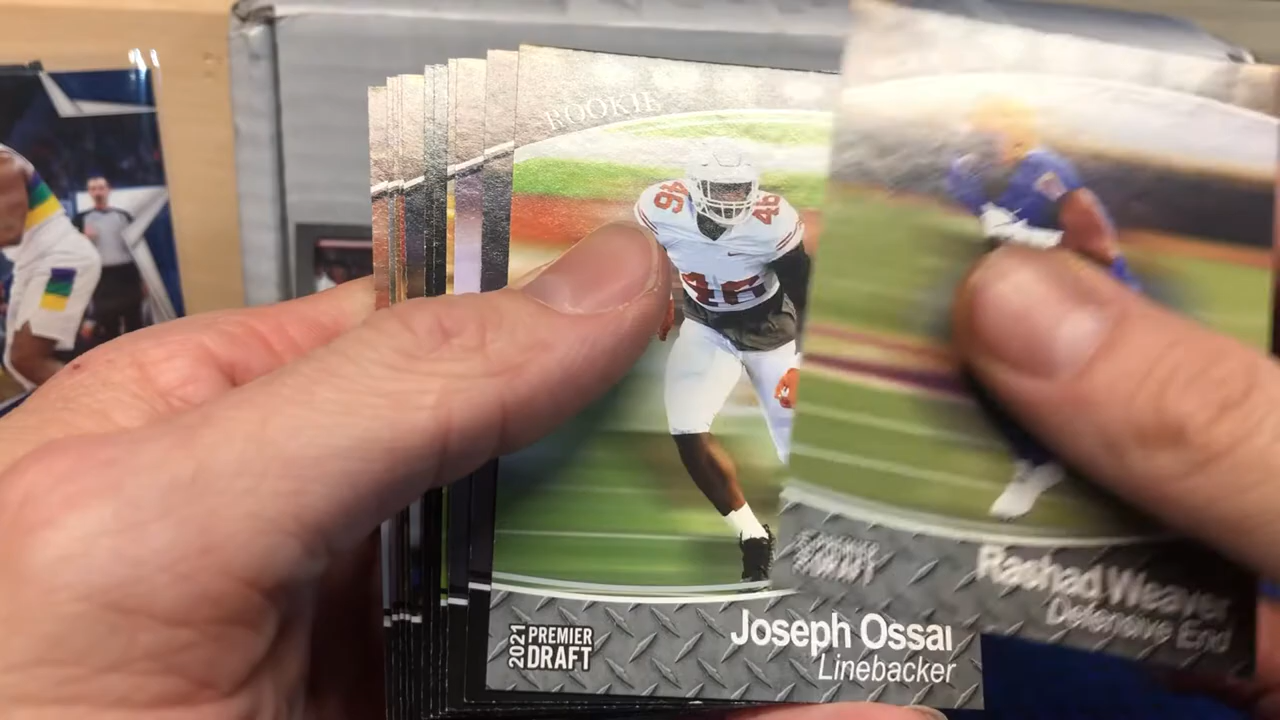 ROOKIE
46
46
46
2021 PREMIER
DRAFT
Joseph Ossai
Linebacker
Rashad Weaver
Defensive End